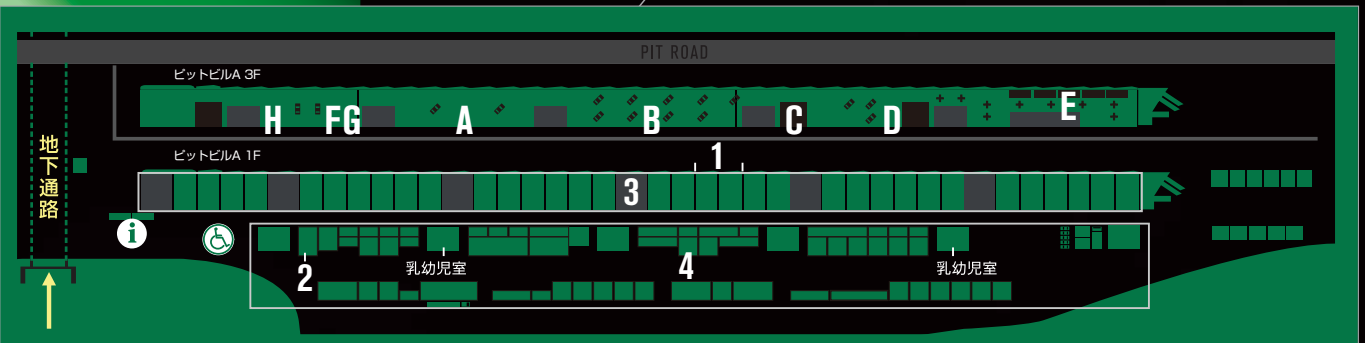 PIT ROAD
ピットビルA 3F
H FG A B C D E
地下通路
ピットビルA 1F
1
3
i
2
乳幼児室
4
乳幼児室